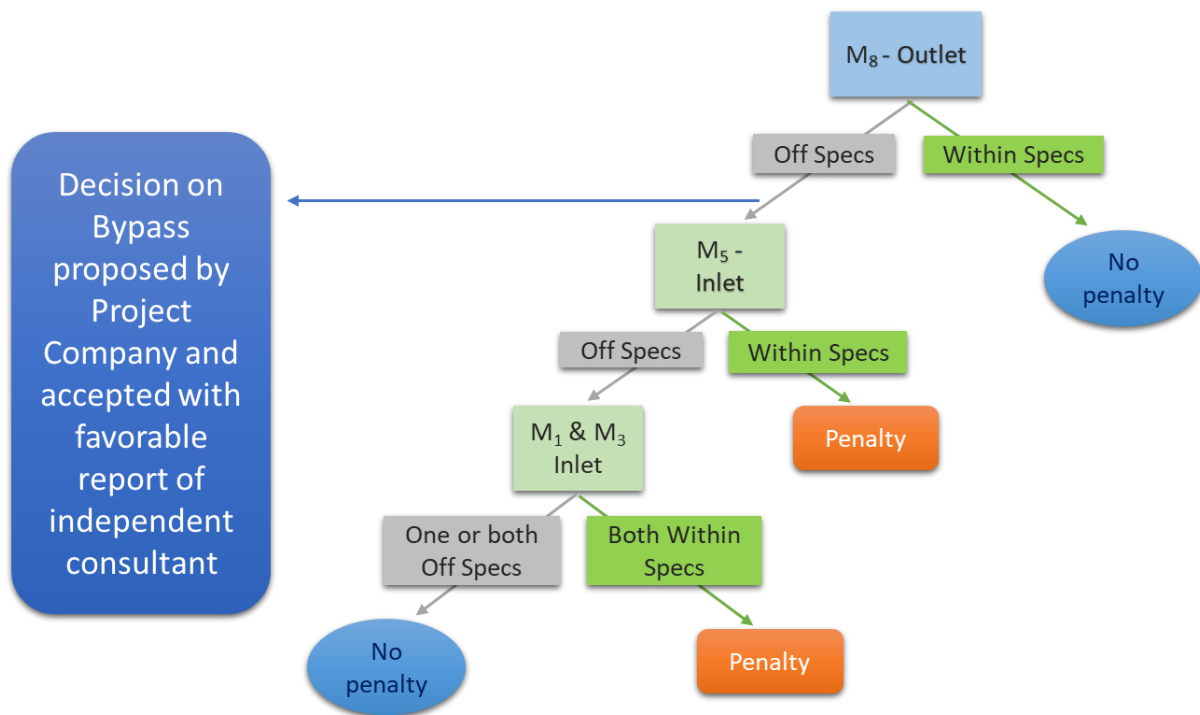 M₈ - Outlet
Off Specs
Within Specs
Decision on
Bypass
proposed by
Project
Company and
accepted with
favorable
report of
independent
consultant
M₅ -
Inlet
No
penalty
Off Specs
Within Specs
M₁ & M₃
Inlet
Penalty
One or both
Off Specs
Both Within
Specs
No
penalty
Penalty